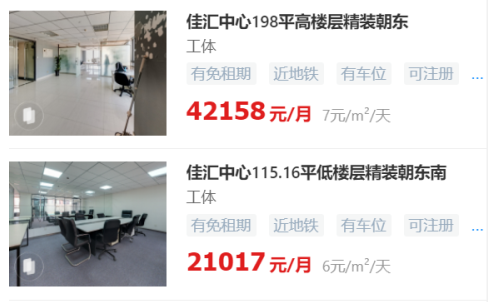 佳汇中心198平高楼层精装朝东
工体
有免租期 近地铁 有车位 可注册 ...
42158元/月 7元/m²/天
佳汇中心115.16平低楼层精装朝东南
工体
有免租期 近地铁 有车位 可注册 ...
21017元/月 6元/m²/天